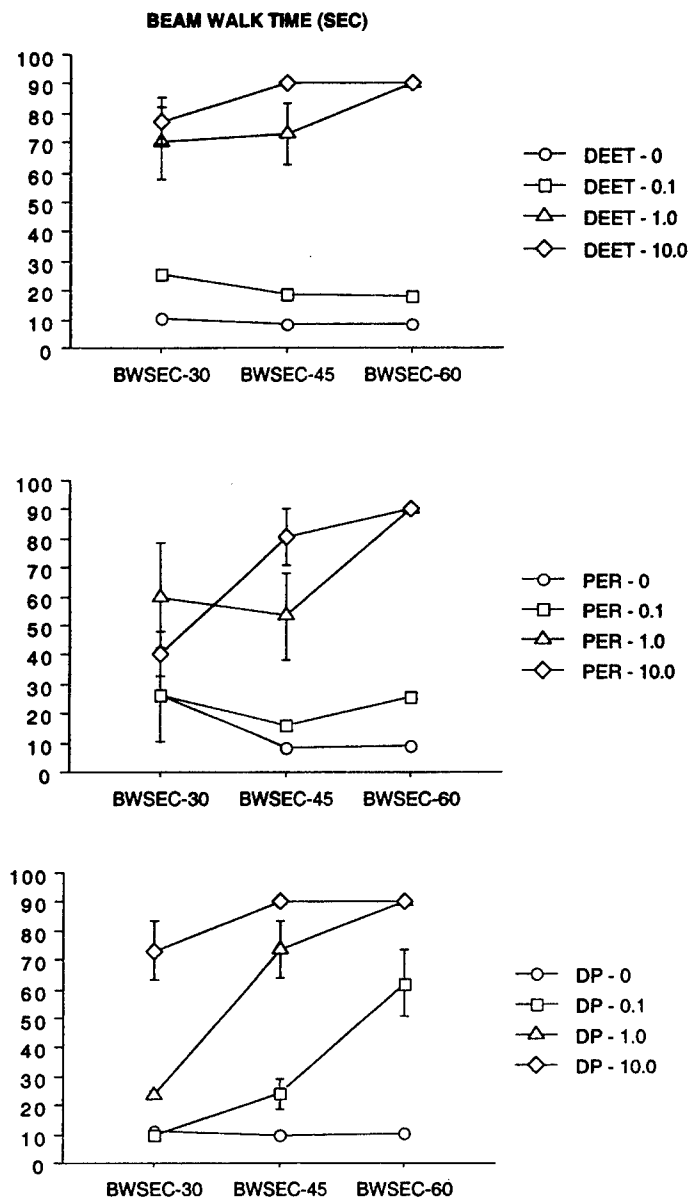 BEAM WALK TIME (SEC)
100
90
80
70
60
50
40
30
20
10
0
BWSEC-30 BWSEC-45 BWSEC-60
DEET - 0
DEET - 0.1
DEET - 1.0
DEET - 10.0
100
90
80
70
60
50
40
30
20
10
0
BWSEC-30 BWSEC-45 BWSEC-60
PER - 0
PER - 0.1
PER - 1.0
PER - 10.0
100
90
80
70
60
50
40
30
20
10
0
BWSEC-30 BWSEC-45 BWSEC-60
DP - 0
DP - 0.1
DP - 1.0
DP - 10.0